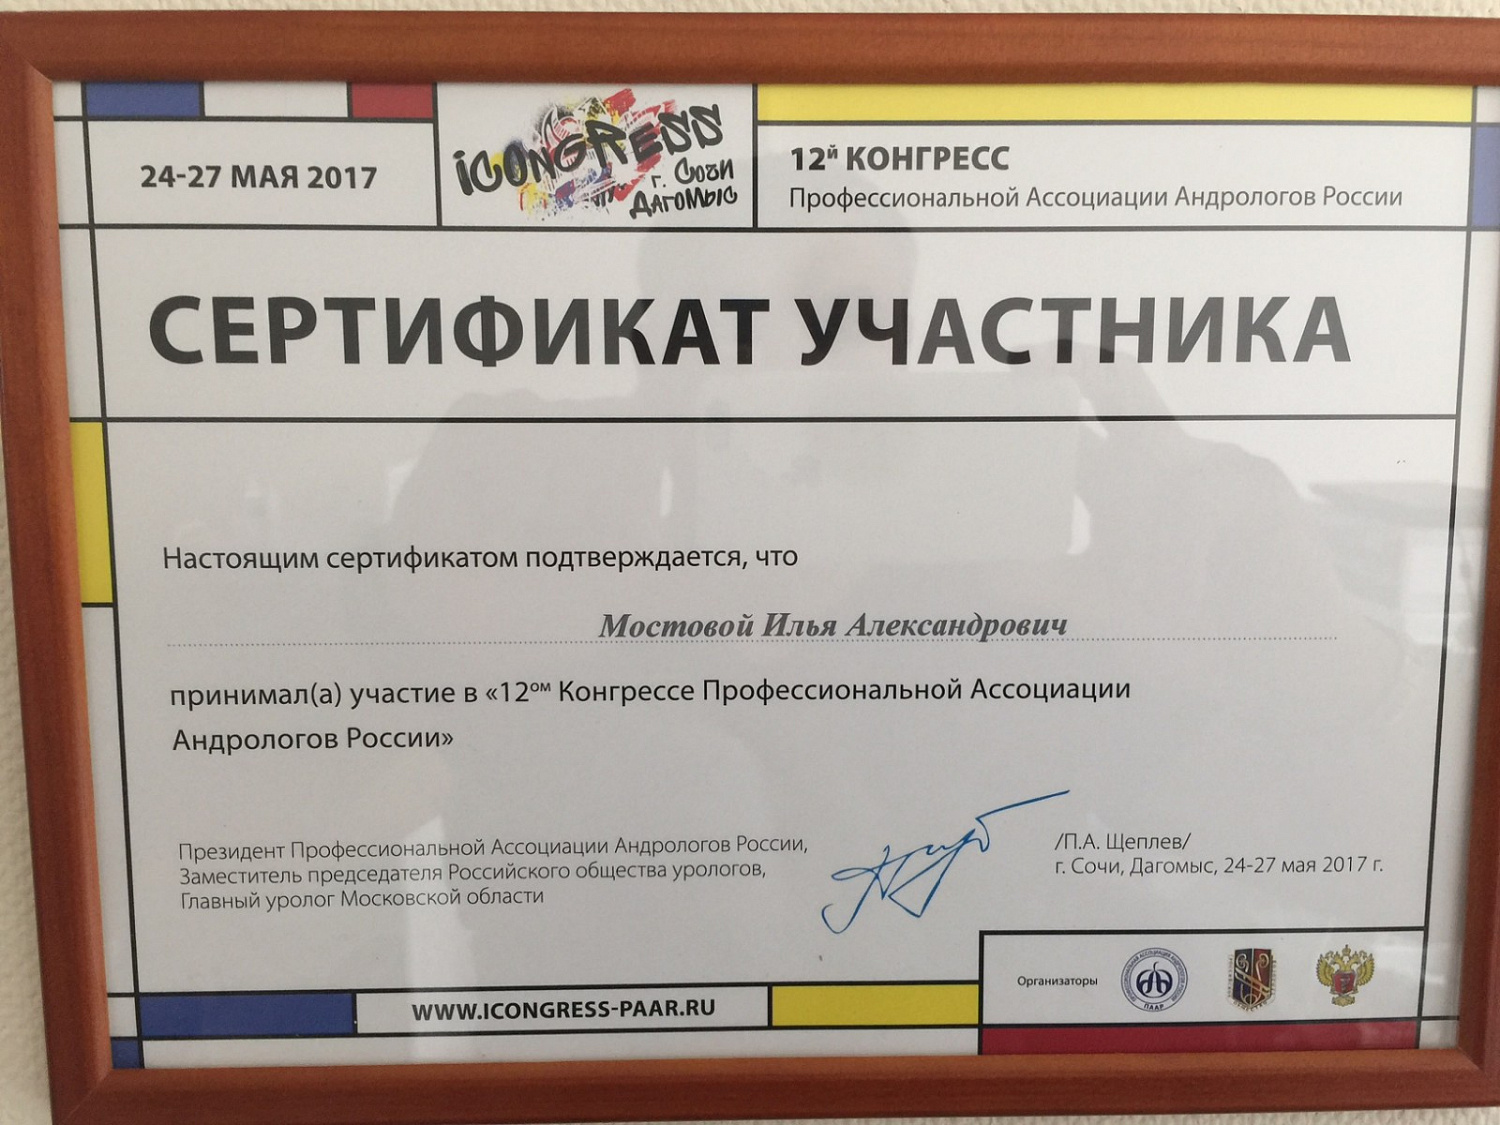 24-27 МАЯ 2017
iCONGRESS
г. Сочи
Дагомыс
12й КОНГРЕСС
Профессиональной Ассоциации Андрологов России
СЕРТИФИКАТ УЧАСТНИКА
Настоящим сертификатом подтверждается, что
Мостовой Илья Александрович
принимал(а) участие в «12ом Конгрессе Профессиональной Ассоциации
Андрологов России»
Президент Профессиональной Ассоциации Андрологов России,
Заместитель председателя Российского общества урологов,
Главный уролог Московской области
/П.А. Щеплев/
г. Сочи, Дагомыс, 24-27 мая 2017 г.
Организаторы
ПААР
WWW.ICONGRESS-PAAR.RU